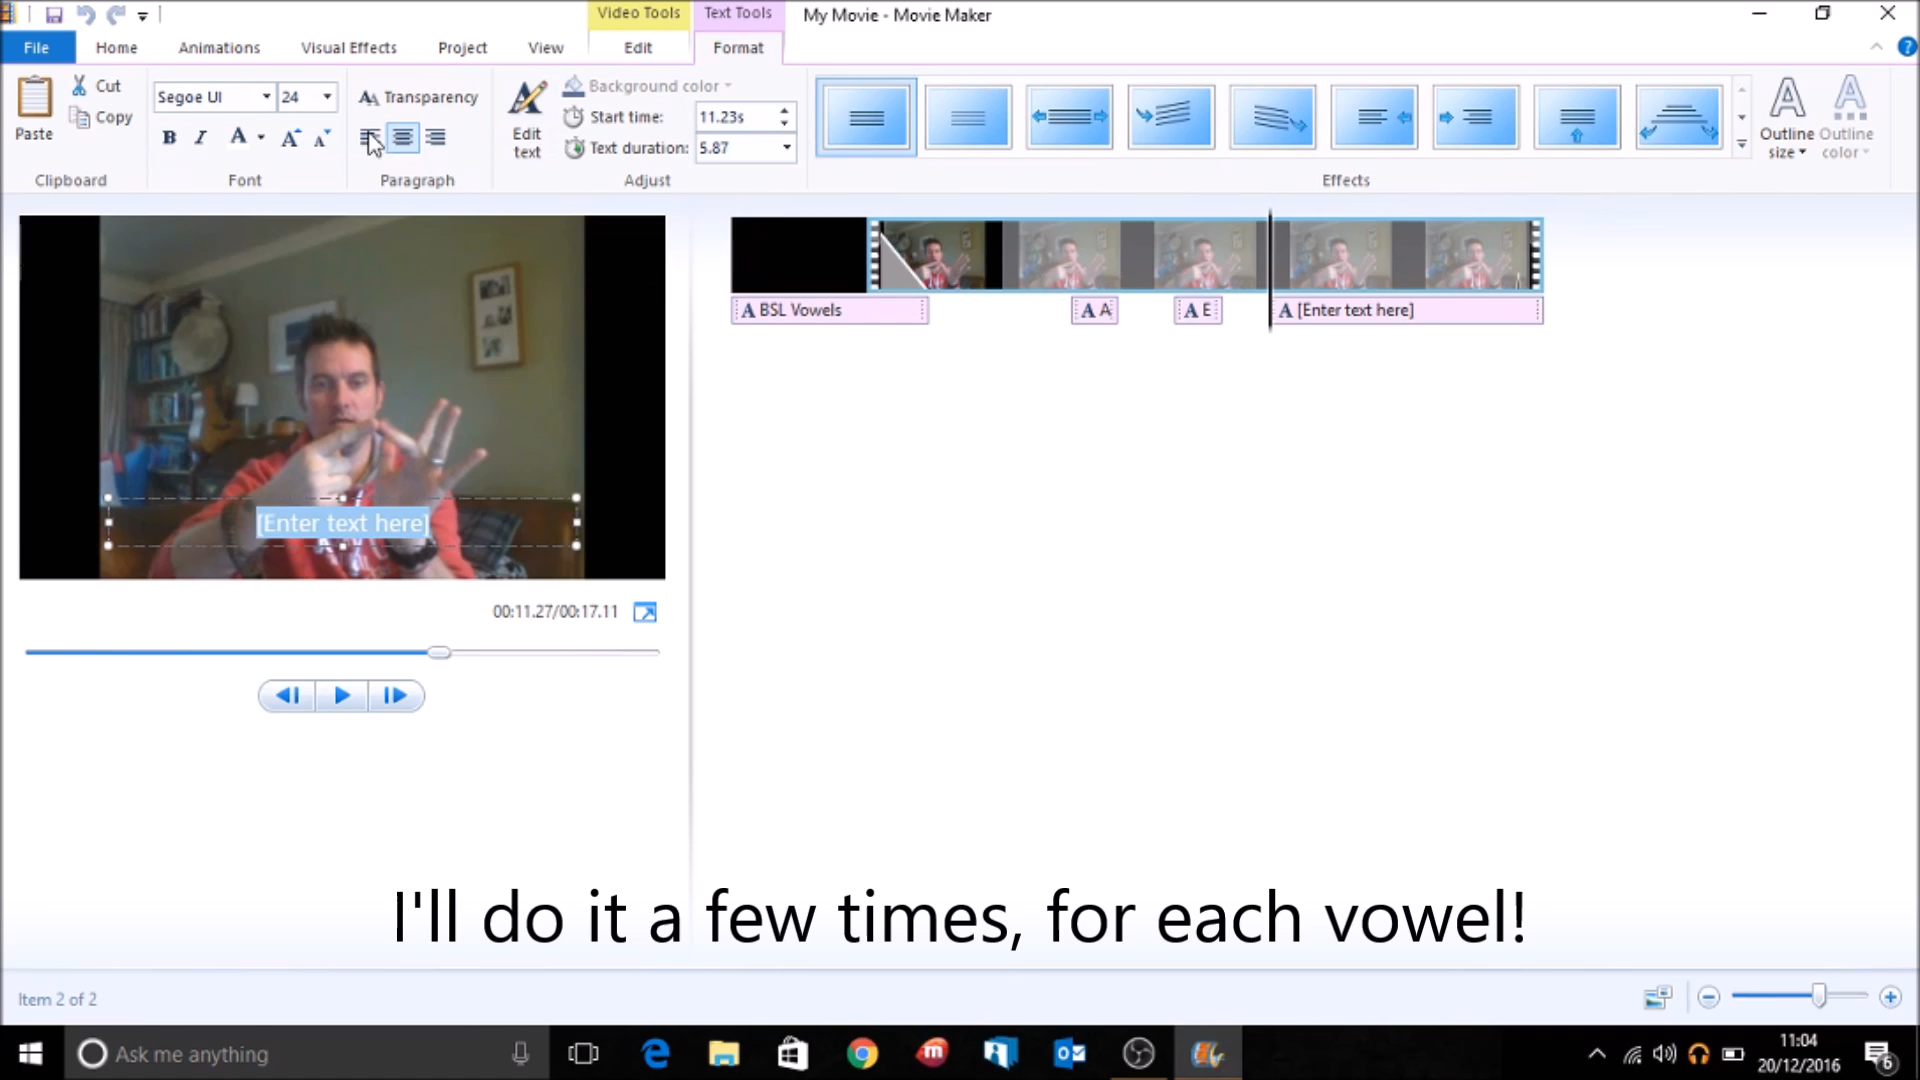 Video Tools
Text Tools
My Movie - Movie Maker
File
Home
Animations
Visual Effects
Project
View
Edit
Format
Paste
Cut
Copy
Clipboard
Segoe UI
24
B I A A A
Font
Transparency
Paragraph
Edit text
Background color
Start time: 11.23s
Text duration: 5.87
Adjust
Effects
Outline size
Outline color
[Enter text here]
A BSL Vowels
A A
A E
A [Enter text here]
00:11.27/00:17.11
I'll do it a few times, for each vowel!
Item 2 of 2
Ask me anything
11:04
20/12/2016
6